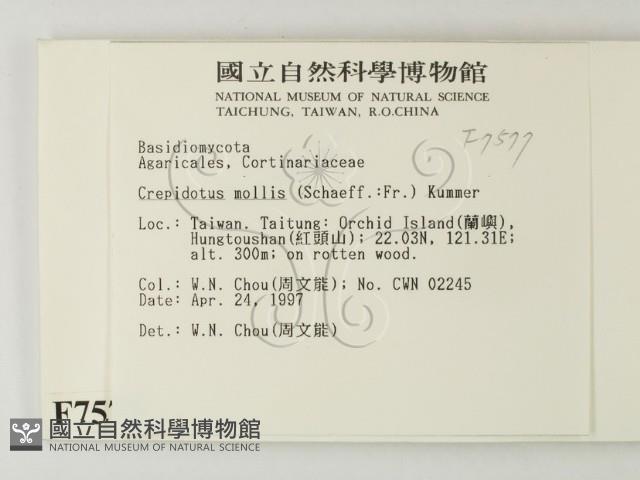 國立自然科學博物館
NATIONAL MUSEUM OF NATURAL SCIENCE
TAICHUNG, TAIWAN, R.O.CHINA
F7577
Basidiomycota
Agaricales, Cortinariaceae
Crepidotus mollis (Schaeff.:Fr.) Kummer
Loc.: Taiwan. Taitung: Orchid Island(蘭嶼),
Hungtoushan(紅頭山); 22.03N, 121.31E;
alt. 300m; on rotten wood.
Col.: W.N. Chou(周文能); No. CWN 02245
Date: Apr. 24, 1997
Det.: W.N. Chou(周文能)
F75
國立自然科學博物館
NATIONAL MUSEUM OF NATURAL SCIENCE